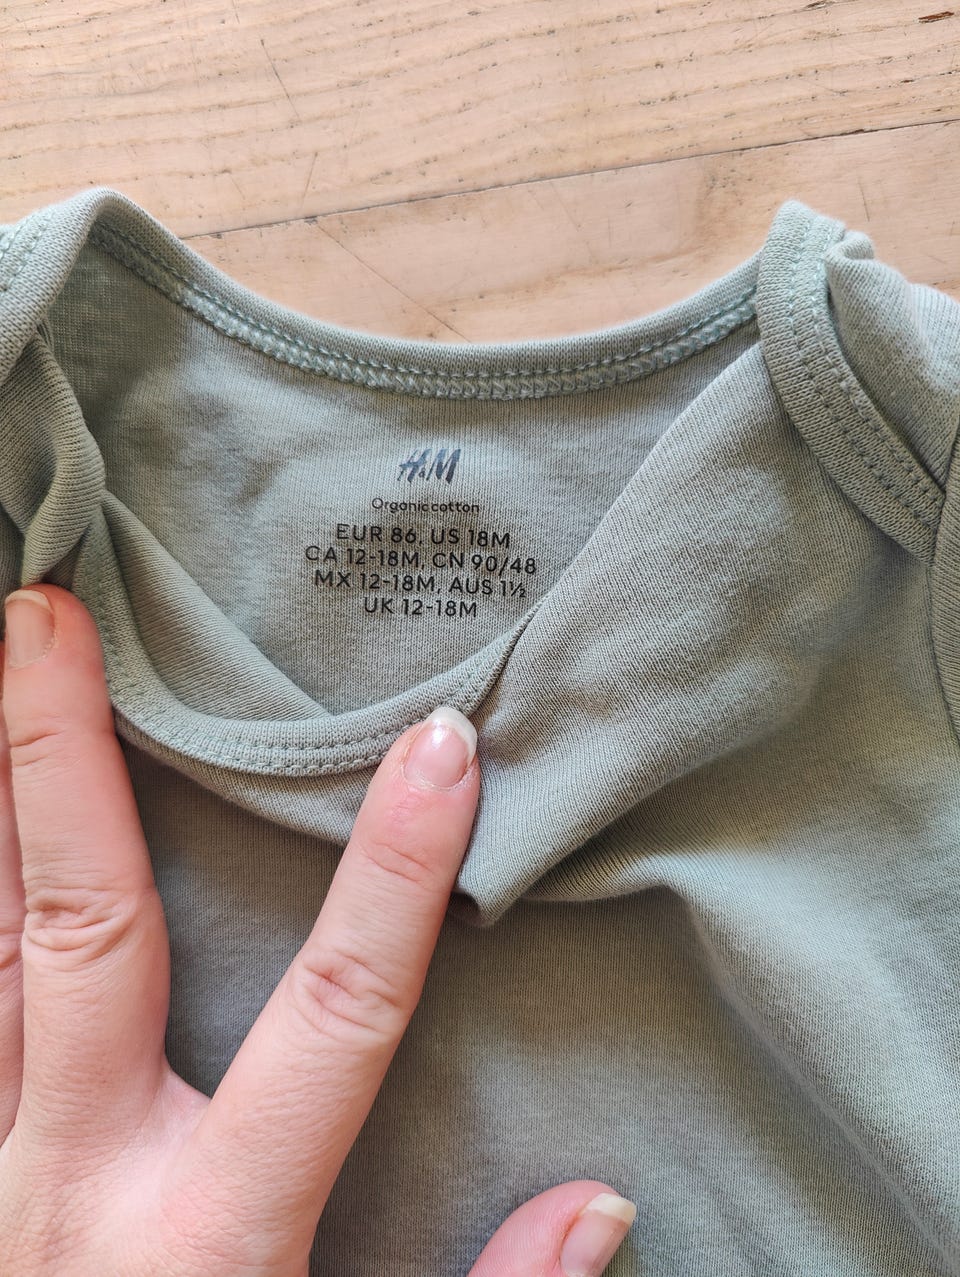 H&M
Organic cotton
EUR 86, US 18M
CA 12-18M, CN 90/48
MX 12-18M, AUS 1½
UK 12-18M